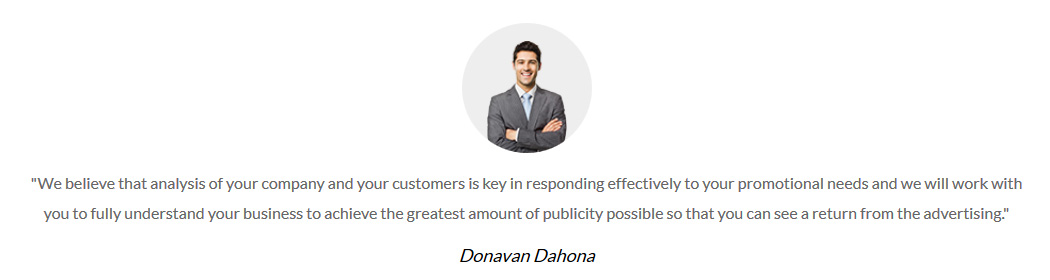 "We believe that analysis of your company and your customers is key in responding effectively to your promotional needs and we will work with
you to fully understand your business to achieve the greatest amount of publicity possible so that you can see a return from the advertising."
Donavan Dahona